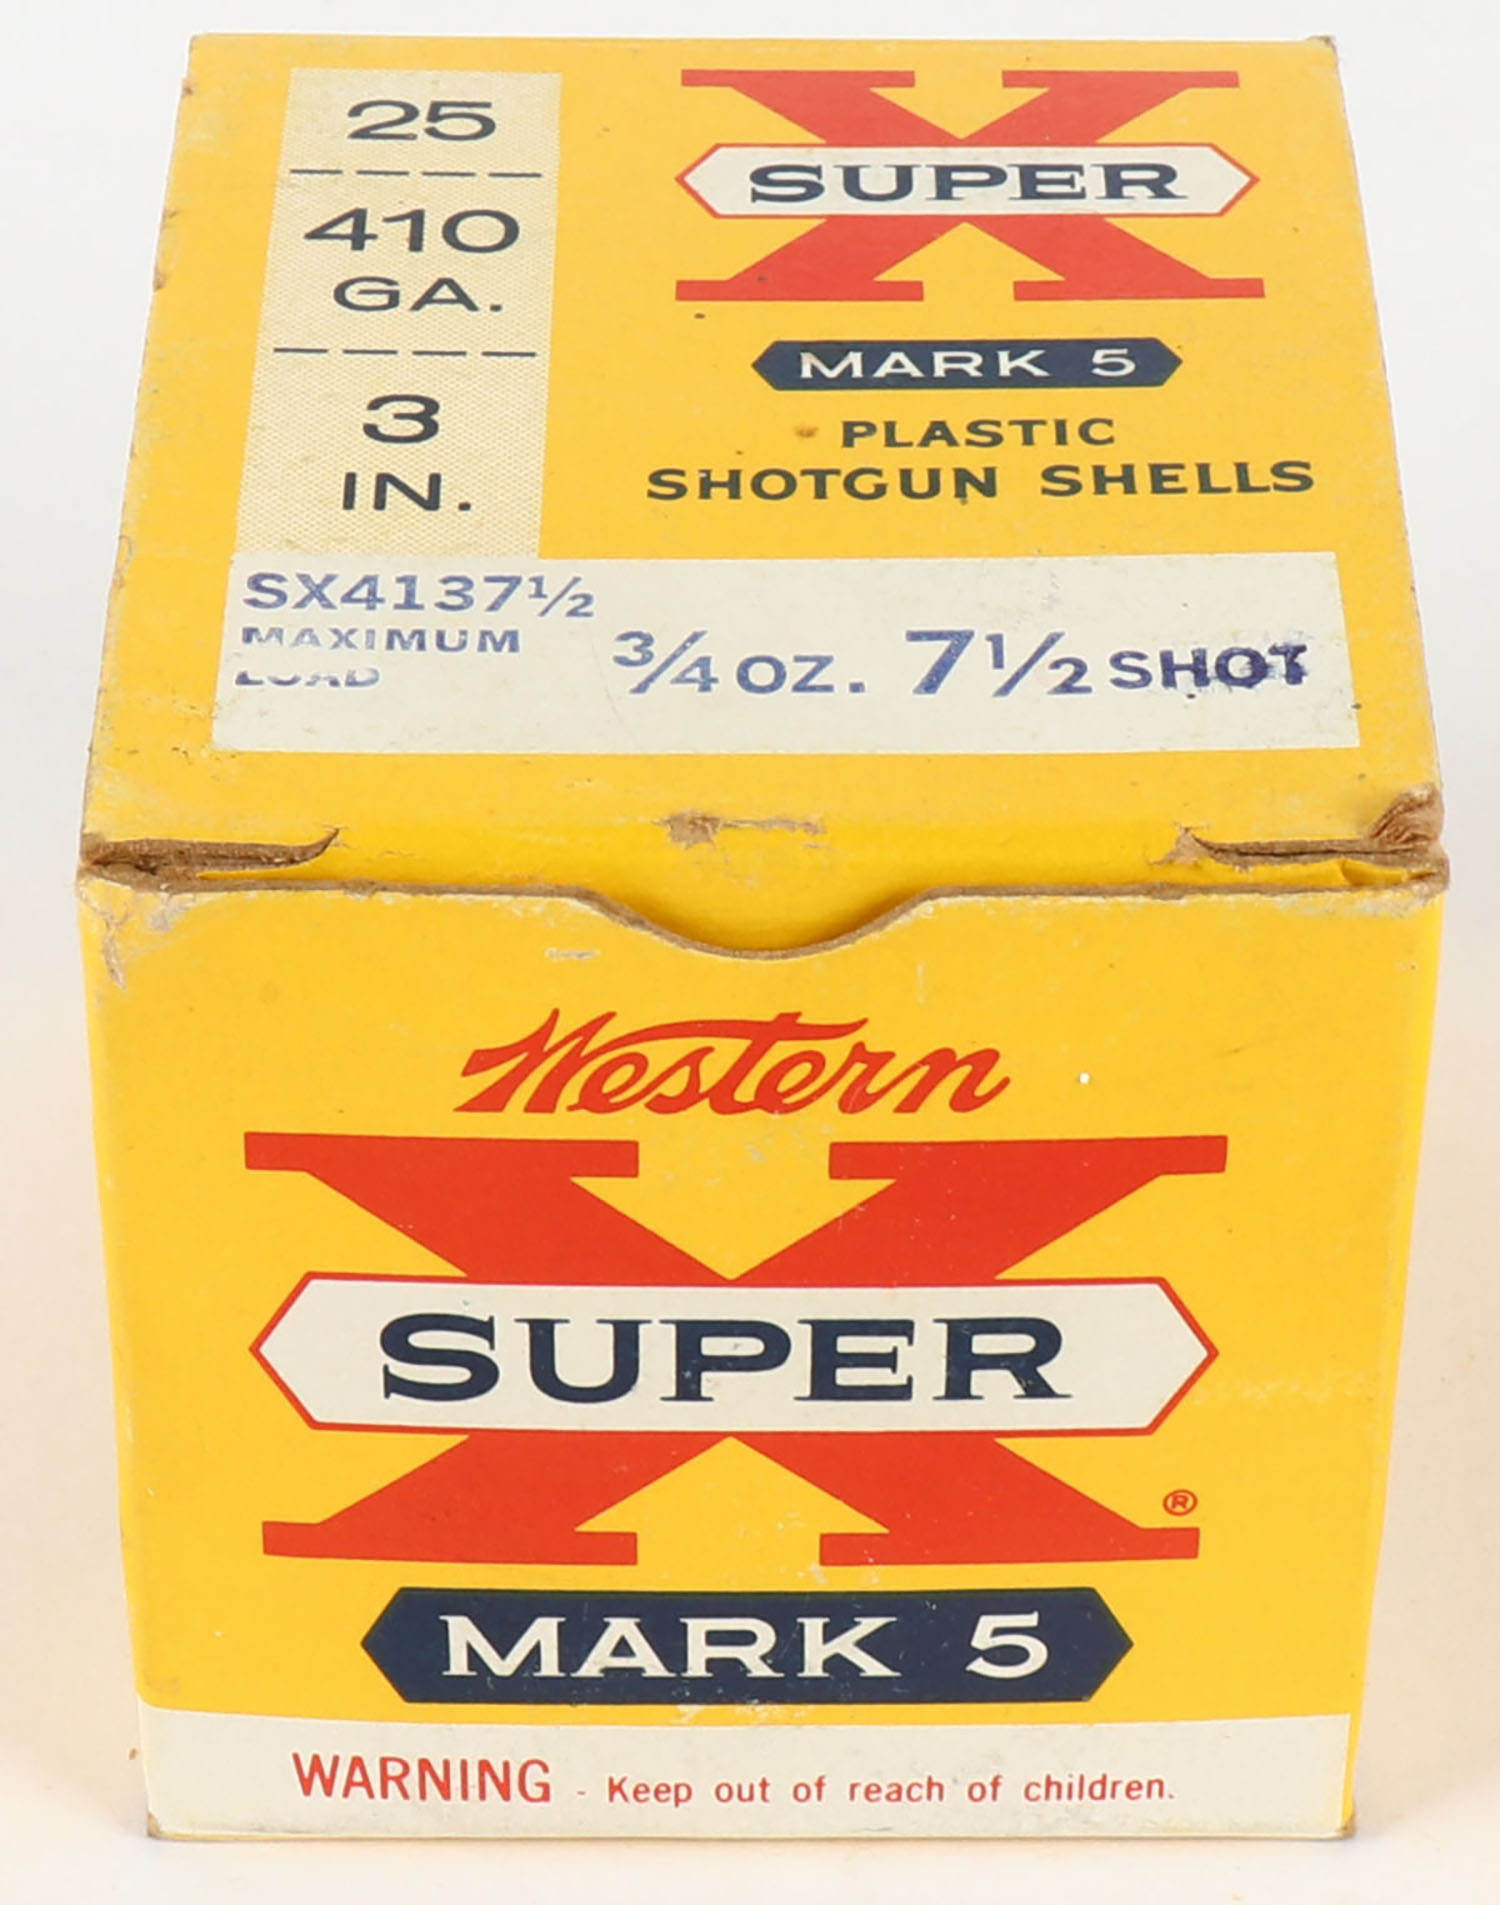 25
410
GA.
3
IN.
X
SUPER
MARK 5
PLASTIC
SHOTGUN SHELLS
SX4137½
MAXIMUM
LOAD
¾ OZ. 7½ SHOT
Western
X
SUPER
®
MARK 5
WARNING - Keep out of reach of children.